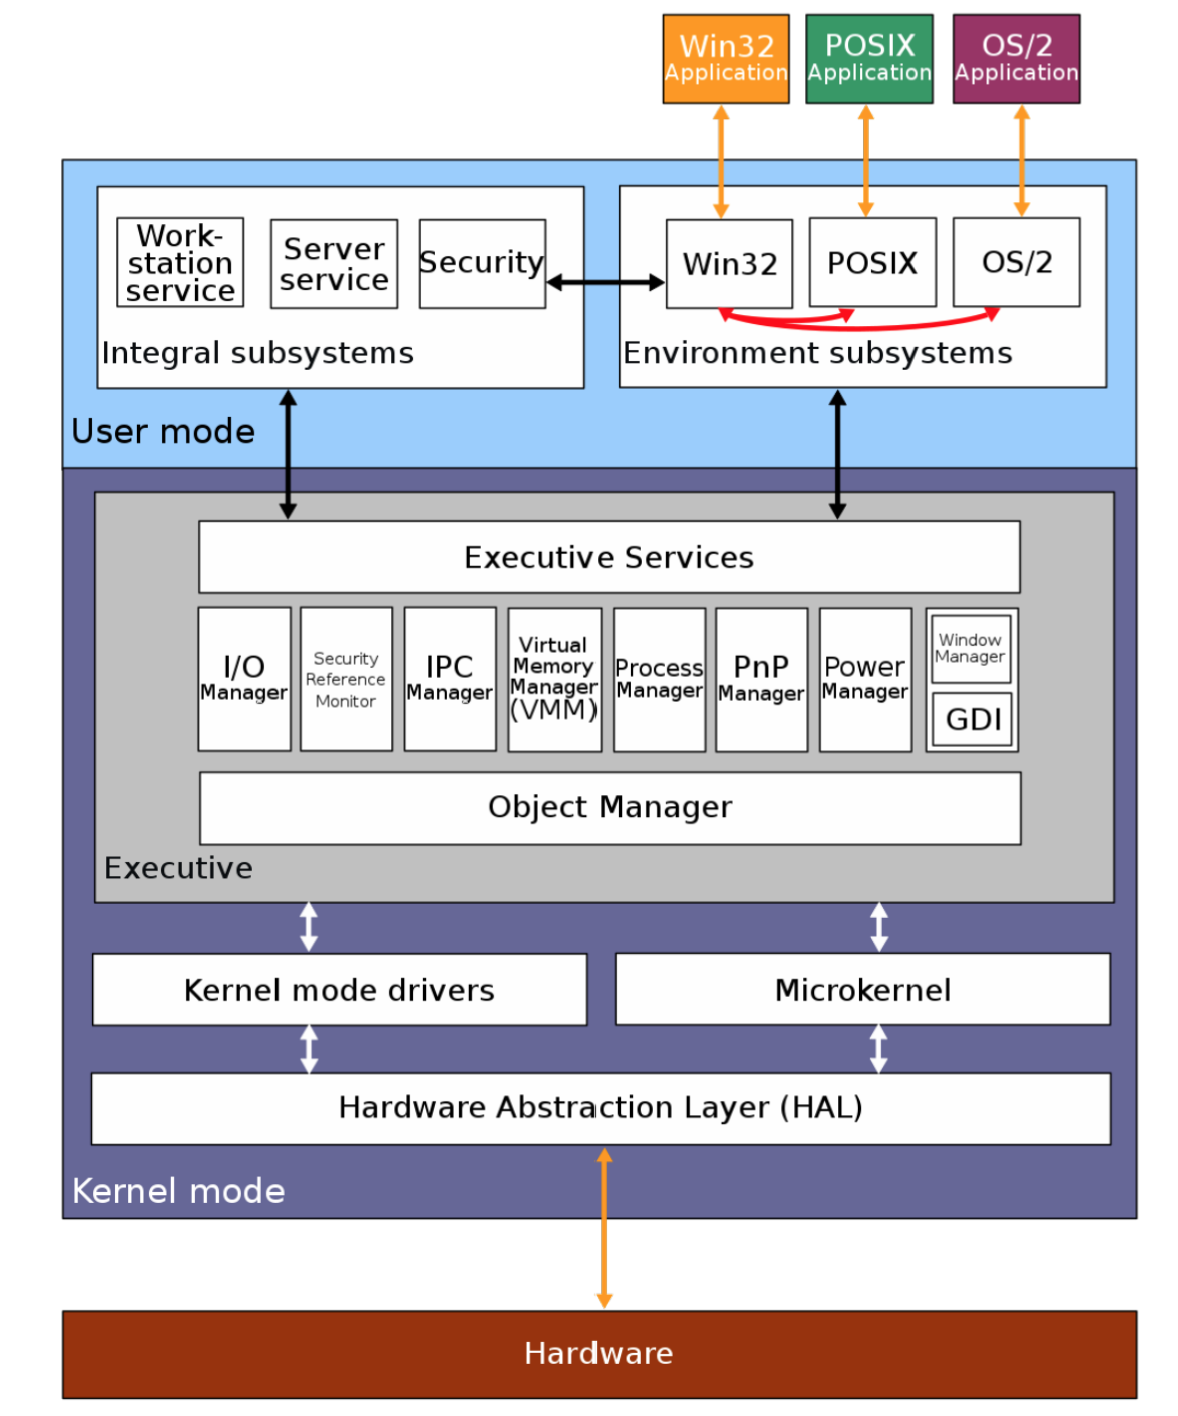 Win32
Application
POSIX
Application
OS/2
Application
Work-
station
service
Server
service
Security
Integral subsystems
Win32
POSIX
OS/2
Environment subsystems
User mode
Executive Services
I/O
Manager
Security
Reference
Monitor
IPC
Manager
Virtual
Memory
Manager
(VMM)
Process
Manager
PnP
Manager
Power
Manager
Window
Manager
GDI
Object Manager
Executive
Kernel mode drivers
Microkernel
Hardware Abstraction Layer (HAL)
Kernel mode
Hardware